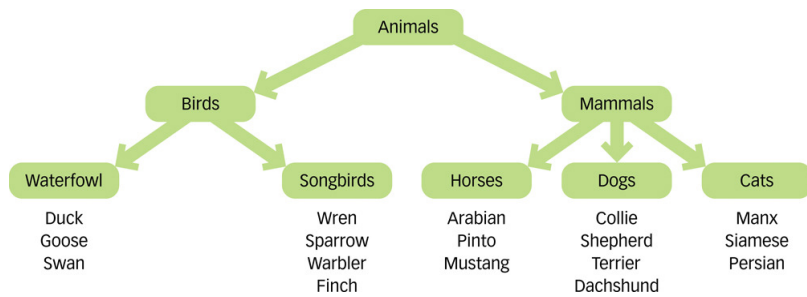 Animals
Birds
Mammals
Waterfowl
Songbirds
Horses
Dogs
Cats
Duck
Goose
Swan
Wren
Sparrow
Warbler
Finch
Arabian
Pinto
Mustang
Collie
Shepherd
Terrier
Dachshund
Manx
Siamese
Persian